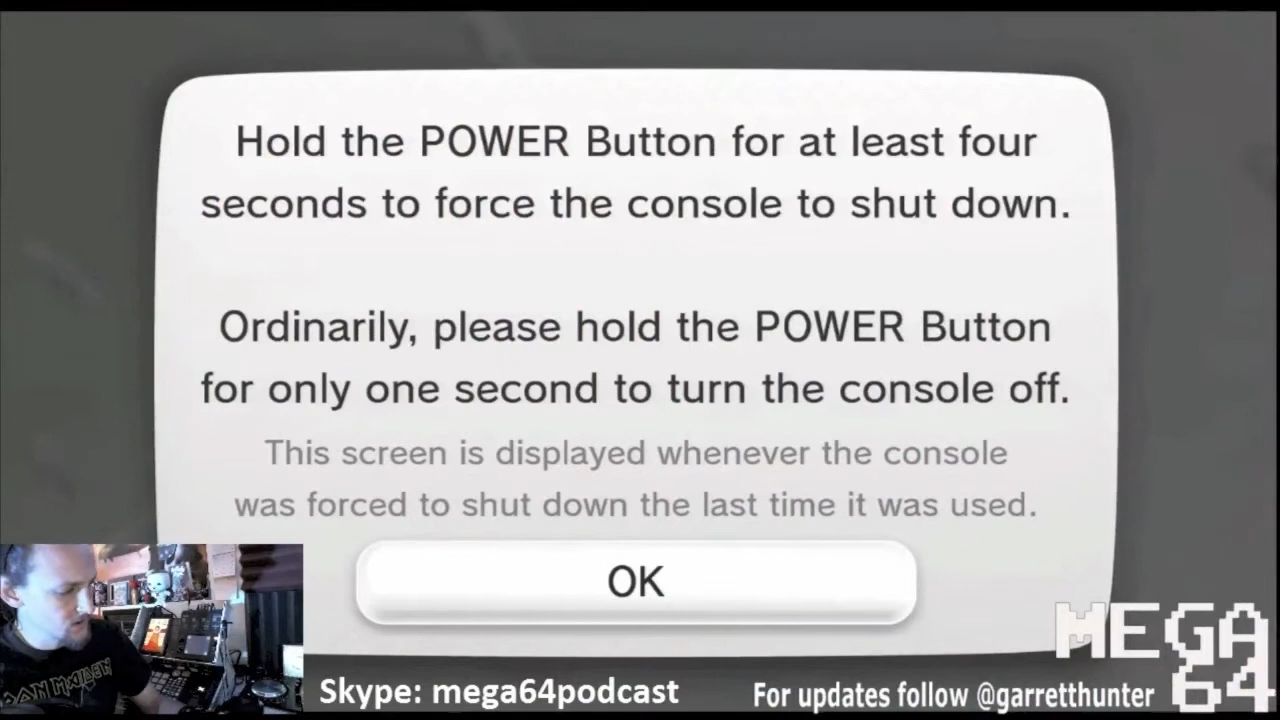 Hold the POWER Button for at least four
seconds to force the console to shut down.
Ordinarily, please hold the POWER Button
for only one second to turn the console off.
This screen is displayed whenever the console
was forced to shut down the last time it was used.
OK
IRON MAIDEN
Skype: mega64podcast
For updates follow @garretthunter
MEGA
64